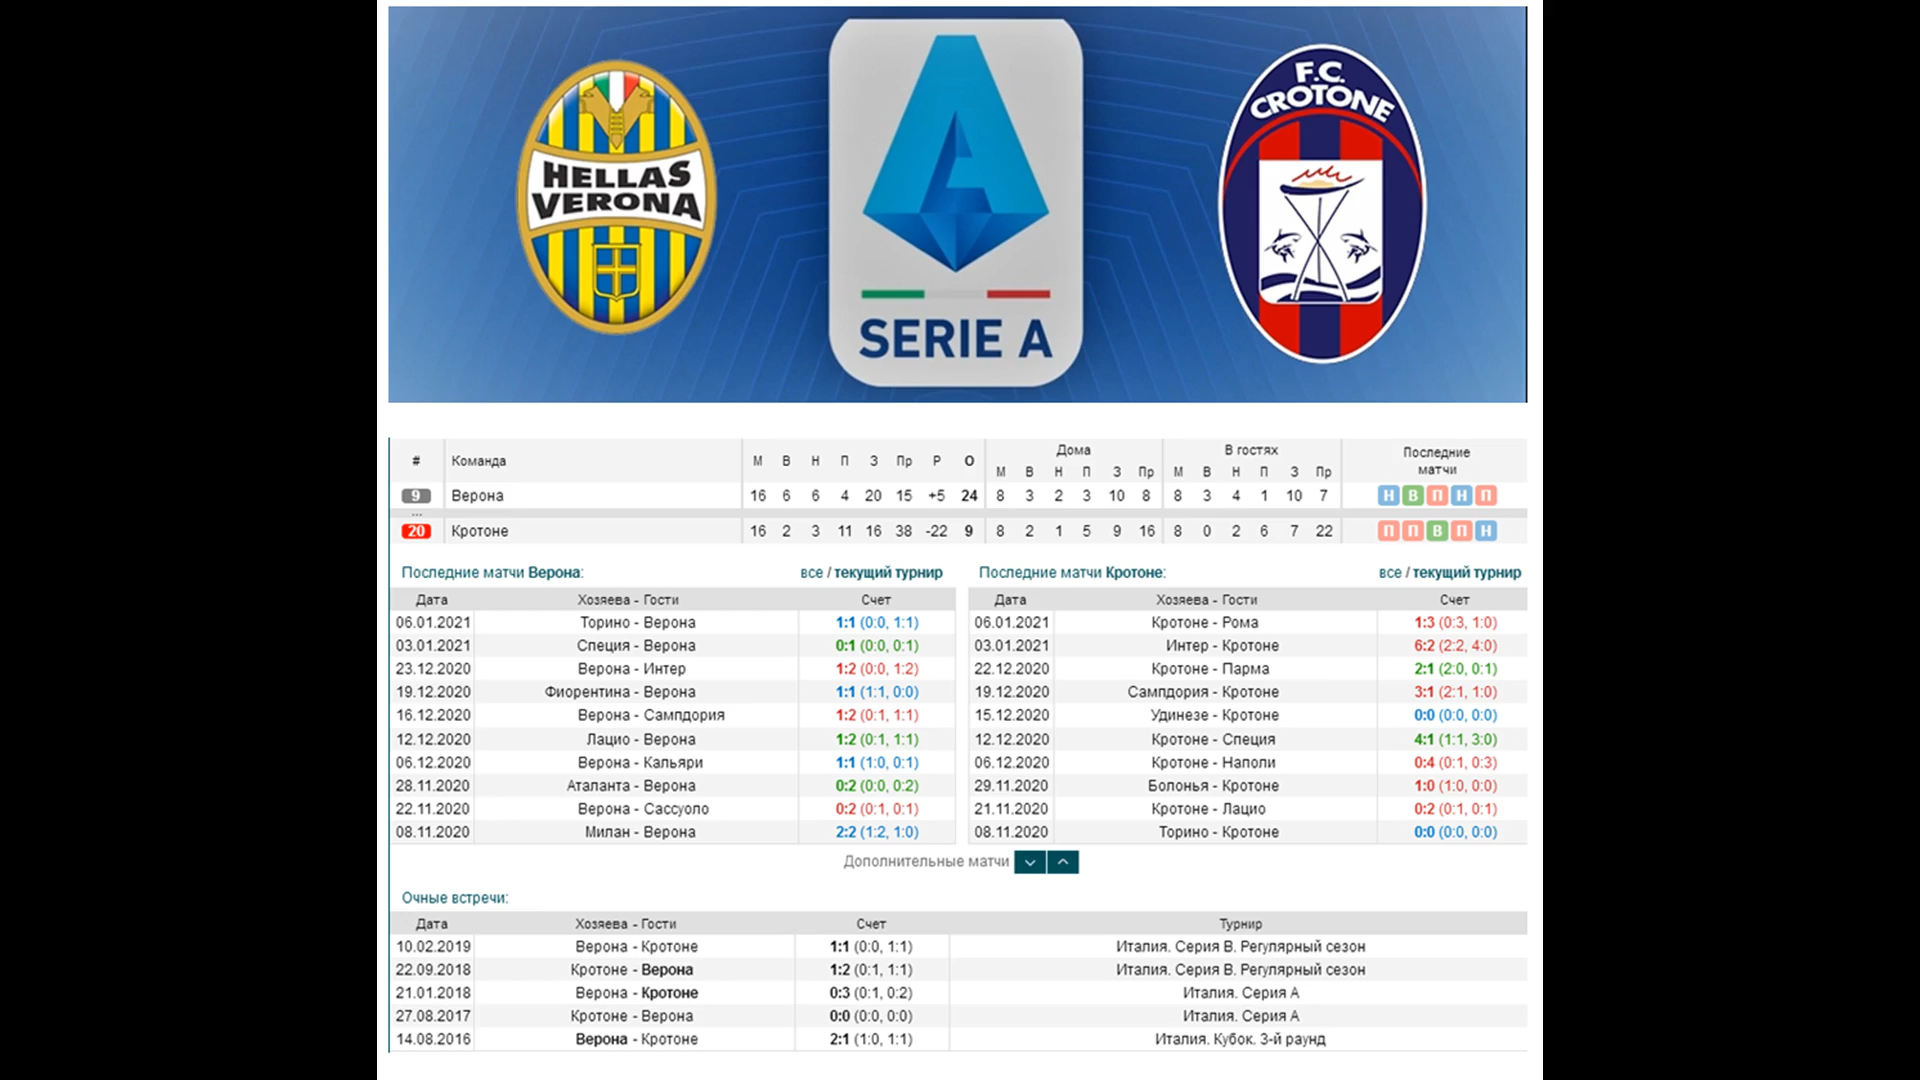 HELLAS
VERONA
SERIE A
F.C.
CROTONE
# Команда М В Н П З Пр Р О Дома М В Н П З Пр В гостях М В Н П З Пр Последние матчи
9 Верона 16 6 6 4 20 15 +5 24 8 3 2 3 10 8 8 3 4 1 10 7 Н В П Н П
...
20 Кротоне 16 2 3 11 16 38 -22 9 8 2 1 5 9 16 8 0 2 6 7 22 П П В П Н
Последние матчи Верона: все / текущий турнир
Дата Хозяева - Гости Счет
06.01.2021 Торино - Верона 1:1 (0:0, 1:1)
03.01.2021 Специя - Верона 0:1 (0:0, 0:1)
23.12.2020 Верона - Интер 1:2 (0:0, 1:2)
19.12.2020 Фиорентина - Верона 1:1 (1:1, 0:0)
16.12.2020 Верона - Сампдория 1:2 (0:1, 1:1)
12.12.2020 Лацио - Верона 1:2 (0:1, 1:1)
06.12.2020 Верона - Кальяри 1:1 (1:0, 0:1)
28.11.2020 Аталанта - Верона 0:2 (0:0, 0:2)
22.11.2020 Верона - Сассуоло 0:2 (0:1, 0:1)
08.11.2020 Милан - Верона 2:2 (1:2, 1:0)
Последние матчи Кротоне: все / текущий турнир
Дата Хозяева - Гости Счет
06.01.2021 Кротоне - Рома 1:3 (0:3, 1:0)
03.01.2021 Интер - Кротоне 6:2 (2:2, 4:0)
22.12.2020 Кротоне - Парма 2:1 (2:0, 0:1)
19.12.2020 Сампдория - Кротоне 3:1 (2:1, 1:0)
15.12.2020 Удинезе - Кротоне 0:0 (0:0, 0:0)
12.12.2020 Кротоне - Специя 4:1 (1:1, 3:0)
06.12.2020 Кротоне - Наполи 0:4 (0:1, 0:3)
29.11.2020 Болонья - Кротоне 1:0 (1:0, 0:0)
21.11.2020 Кротоне - Лацио 0:2 (0:1, 0:1)
08.11.2020 Торино - Кротоне 0:0 (0:0, 0:0)
Дополнительные матчи
Очные встречи:
Дата Хозяева - Гости Счет Турнир
10.02.2019 Верона - Кротоне 1:1 (0:0, 1:1) Италия. Серия B. Регулярный сезон
22.09.2018 Кротоне - Верона 1:2 (0:1, 1:1) Италия. Серия B. Регулярный сезон
21.01.2018 Верона - Кротоне 0:3 (0:1, 0:2) Италия. Серия А
27.08.2017 Кротоне - Верона 0:0 (0:0, 0:0) Италия. Серия А
14.08.2016 Верона - Кротоне 2:1 (1:0, 1:1) Италия. Кубок. 3-й раунд